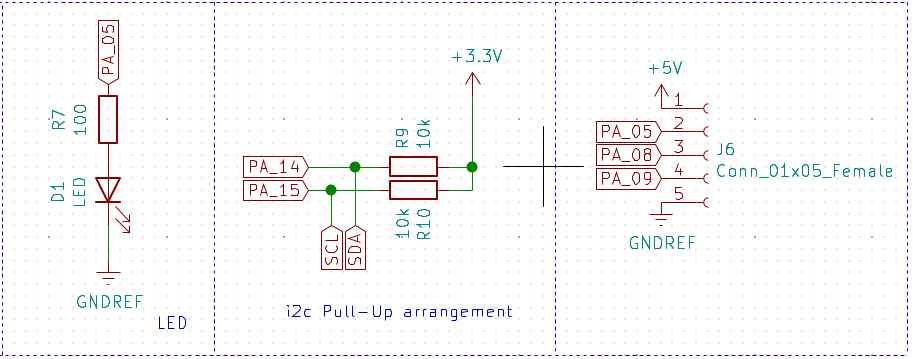 PA_05
R7
100
D1
LED
GNDREF
LED
+3.3V
R9
10k
PA_14
PA_15
10k
R10
SCL
SDA
i2c Pull-Up arrangement
+5V
1
PA_05 2
PA_08 3
PA_09 4
5
J6
Conn_01x05_Female
GNDREF